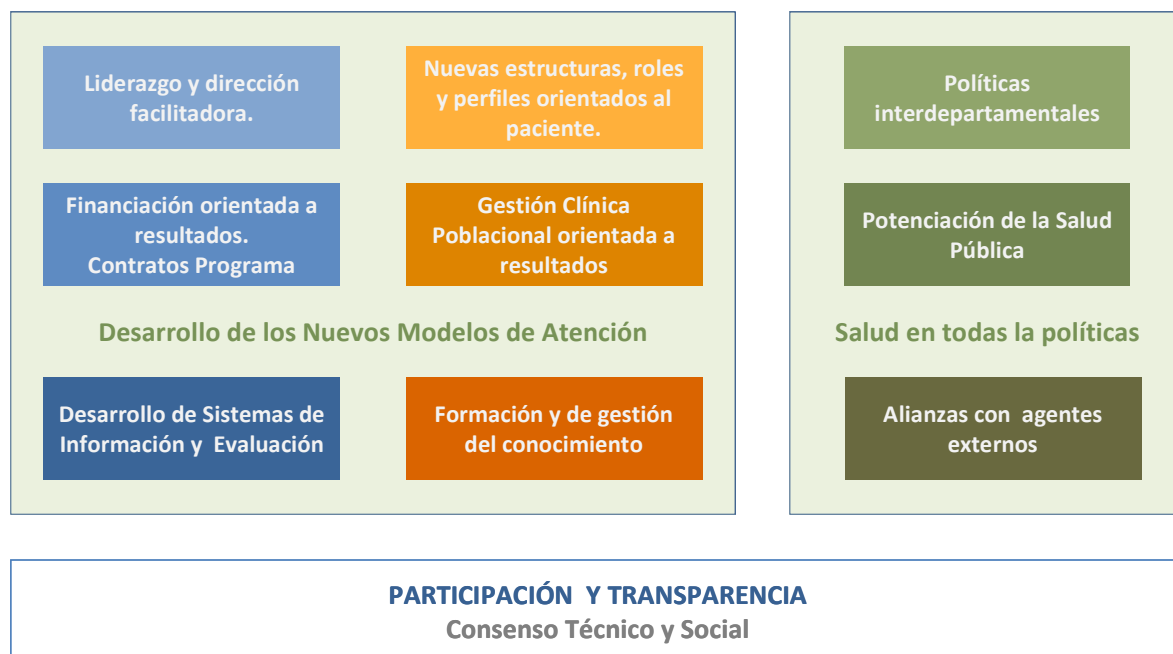 Liderazgo y dirección
facilitadora.
Nuevas estructuras, roles
y perfiles orientados al
paciente.
Financiación orientada a
resultados.
Contratos Programa
Gestión Clínica
Poblacional orientada a
resultados
Desarrollo de los Nuevos Modelos de Atención
Desarrollo de Sistemas de
Información y Evaluación
Formación y de gestión
del conocimiento
Políticas
interdepartamentales
Potenciación de la Salud
Pública
Salud en todas la políticas
Alianzas con agentes
externos
PARTICIPACIÓN Y TRANSPARENCIA
Consenso Técnico y Social